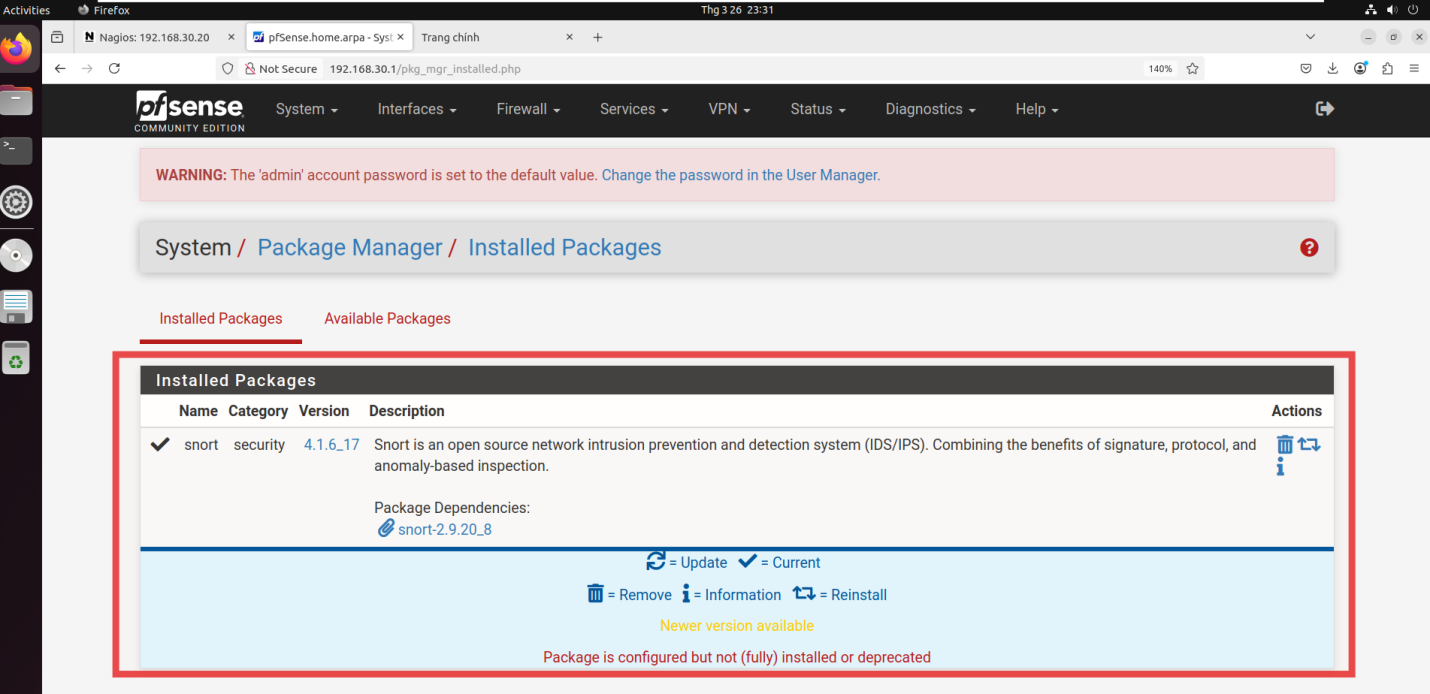 Activities Firefox Thg 3 26 23:31
Nagios: 192.168.30.20 × pfSense.home.arpa - Syst × Trang chính × +
Not Secure 192.168.30.1/pkg_mgr_installed.php 140%
pfsense System Interfaces Firewall Services VPN Status Diagnostics Help
COMMUNITY EDITION
WARNING: The 'admin' account password is set to the default value. Change the password in the User Manager.
System / Package Manager / Installed Packages
Installed Packages Available Packages
Installed Packages
Name Category Version Description Actions
snort security 4.1.6_17 Snort is an open source network intrusion prevention and detection system (IDS/IPS). Combining the benefits of signature, protocol, and
anomaly-based inspection.
Package Dependencies:
snort-2.9.20_8
= Update = Current
= Remove = Information = Reinstall
Newer version available
Package is configured but not (fully) installed or deprecated